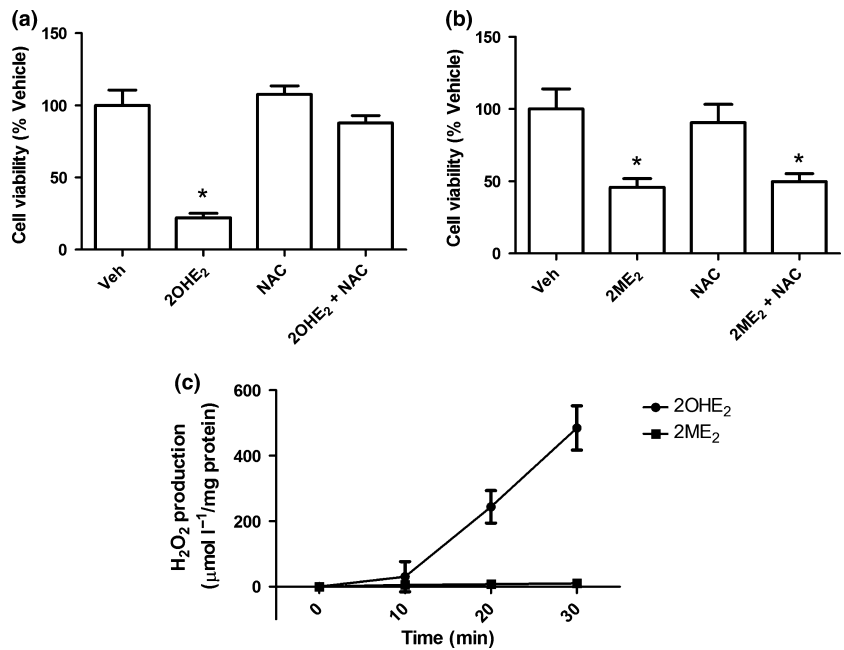 (a)
Cell viability (% Vehicle)
150
100
50
0
*
Veh
2OHE₂
NAC
2OHE₂ + NAC
(b)
Cell viability (% Vehicle)
150
100
50
0
*
*
Veh
2ME₂
NAC
2ME₂ + NAC
(c)
H₂O₂ production
(μmol l⁻¹/mg protein)
600
400
200
0
0
10
20
30
Time (min)
2OHE₂
2ME₂